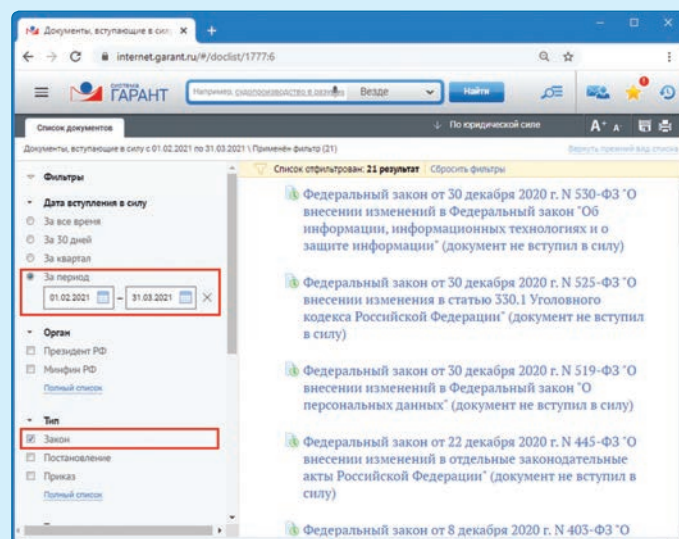 Документы, вступающие в сил
internet.garant.ru/#/doclist/1777:6
система
ГАРАНТ
Например, судопроизводство в
Везде
Найти
Список документов
По юридической силе
Документы, вступающие в силу с 01.02.2021 по 31.03.2021 \ Применён фильтр (21)
Вернуть прежний вид списка
Фильтры
Дата вступления в силу
За все время
За 30 дней
За квартал
За период
01.02.2021 – 31.03.2021
Орган
Президент РФ
Минфин РФ
Полный список
Тип
Закон
Постановление
Приказ
Полный список
Список отфильтрован: 21 результат Сбросить фильтры
Федеральный закон от 30 декабря 2020 г. N 530-ФЗ "О
внесении изменений в Федеральный закон "Об
информации, информационных технологиях и о
защите информации" (документ не вступил в силу)
Федеральный закон от 30 декабря 2020 г. N 525-ФЗ "О
внесении изменения в статью 330.1 Уголовного
кодекса Российской Федерации" (документ не вступил
в силу)
Федеральный закон от 30 декабря 2020 г. N 519-ФЗ "О
внесении изменений в Федеральный закон "О
персональных данных" (документ не вступил в силу)
Федеральный закон от 22 декабря 2020 г. N 445-ФЗ "О
внесении изменений в отдельные законодательные
акты Российской Федерации" (документ не вступил в
силу)
Федеральный закон от 8 декабря 2020 г. N 403-ФЗ "О